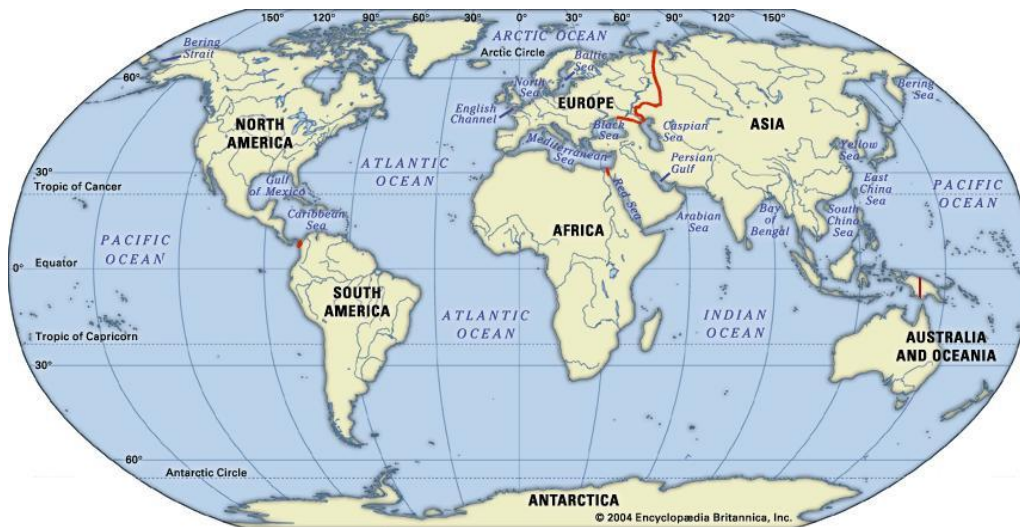 150° 120° 90° 60° 30° 0° 30° 60° 90° 120° 150°
ARCTIC OCEAN
Arctic Circle
Bering
Strait
60°
Baltic
Sea
North
Sea
English
Channel
EUROPE
Bering
Sea
NORTH
AMERICA
Black
Sea
Caspian
Sea
ASIA
Mediterranean
Sea
Yellow
Sea
ATLANTIC
OCEAN
Persian
Gulf
30°
Tropic of Cancer
Gulf
of Mexico
Red Sea
East
China Sea
PACIFIC
OCEAN
Caribbean
Sea
Arabian
Sea
Bay
of
Bengal
South
China
Sea
PACIFIC
OCEAN
AFRICA
Equator
0°
SOUTH
AMERICA
ATLANTIC
OCEAN
INDIAN
OCEAN
Tropic of Capricorn
AUSTRALIA
AND OCEANIA
30°
60°
Antarctic Circle
ANTARCTICA
© 2004 Encyclopædia Britannica, Inc.